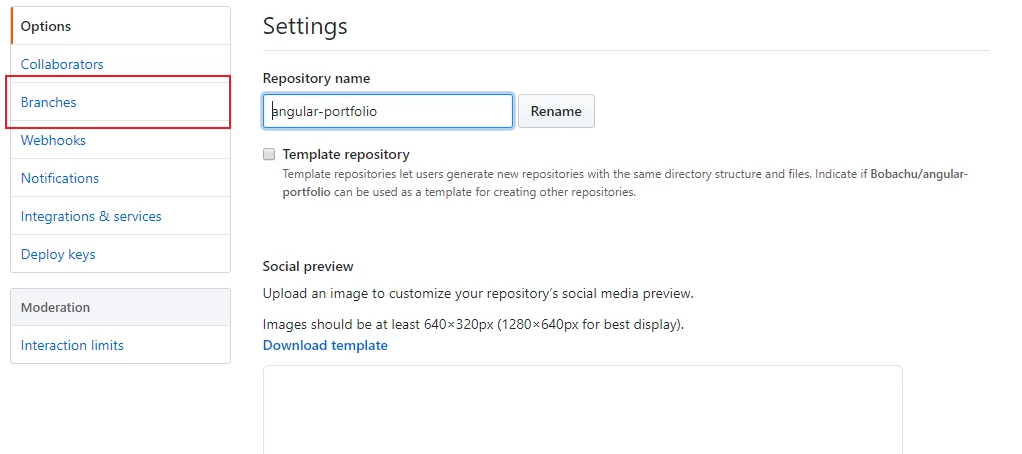 Options
Collaborators
Branches
Webhooks
Notifications
Integrations & services
Deploy keys
Moderation
Interaction limits
Settings
Repository name
angular-portfolio
Rename
Template repository
Template repositories let users generate new repositories with the same directory structure and files. Indicate if Bobachu/angular-
portfolio can be used as a template for creating other repositories.
Social preview
Upload an image to customize your repository’s social media preview.
Images should be at least 640×320px (1280×640px for best display).
Download template